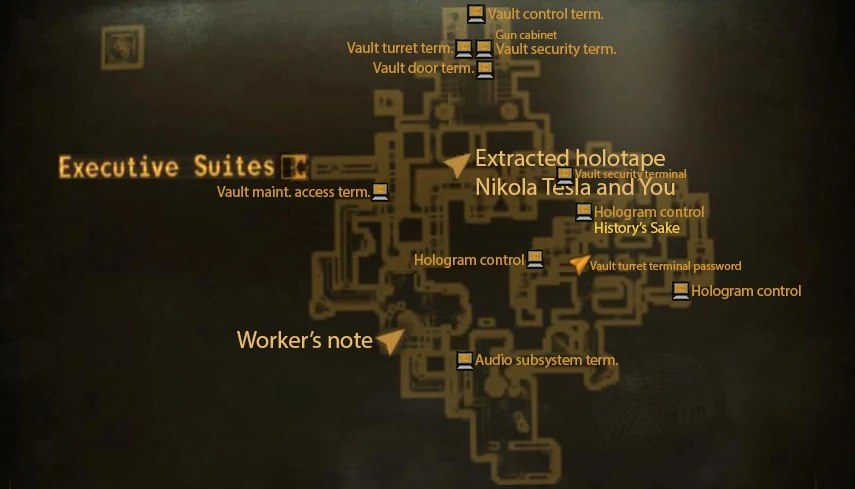 Vault control term.
Gun cabinet
Vault turret term.
Vault security term.
Vault door term.
Extracted holotape
Executive Suites
Vault security terminal
Nikola Tesla and You
Vault maint. access term.
Hologram control
History's Sake
Hologram control
Vault turret terminal password
Hologram control
Worker's note
Audio subsystem term.